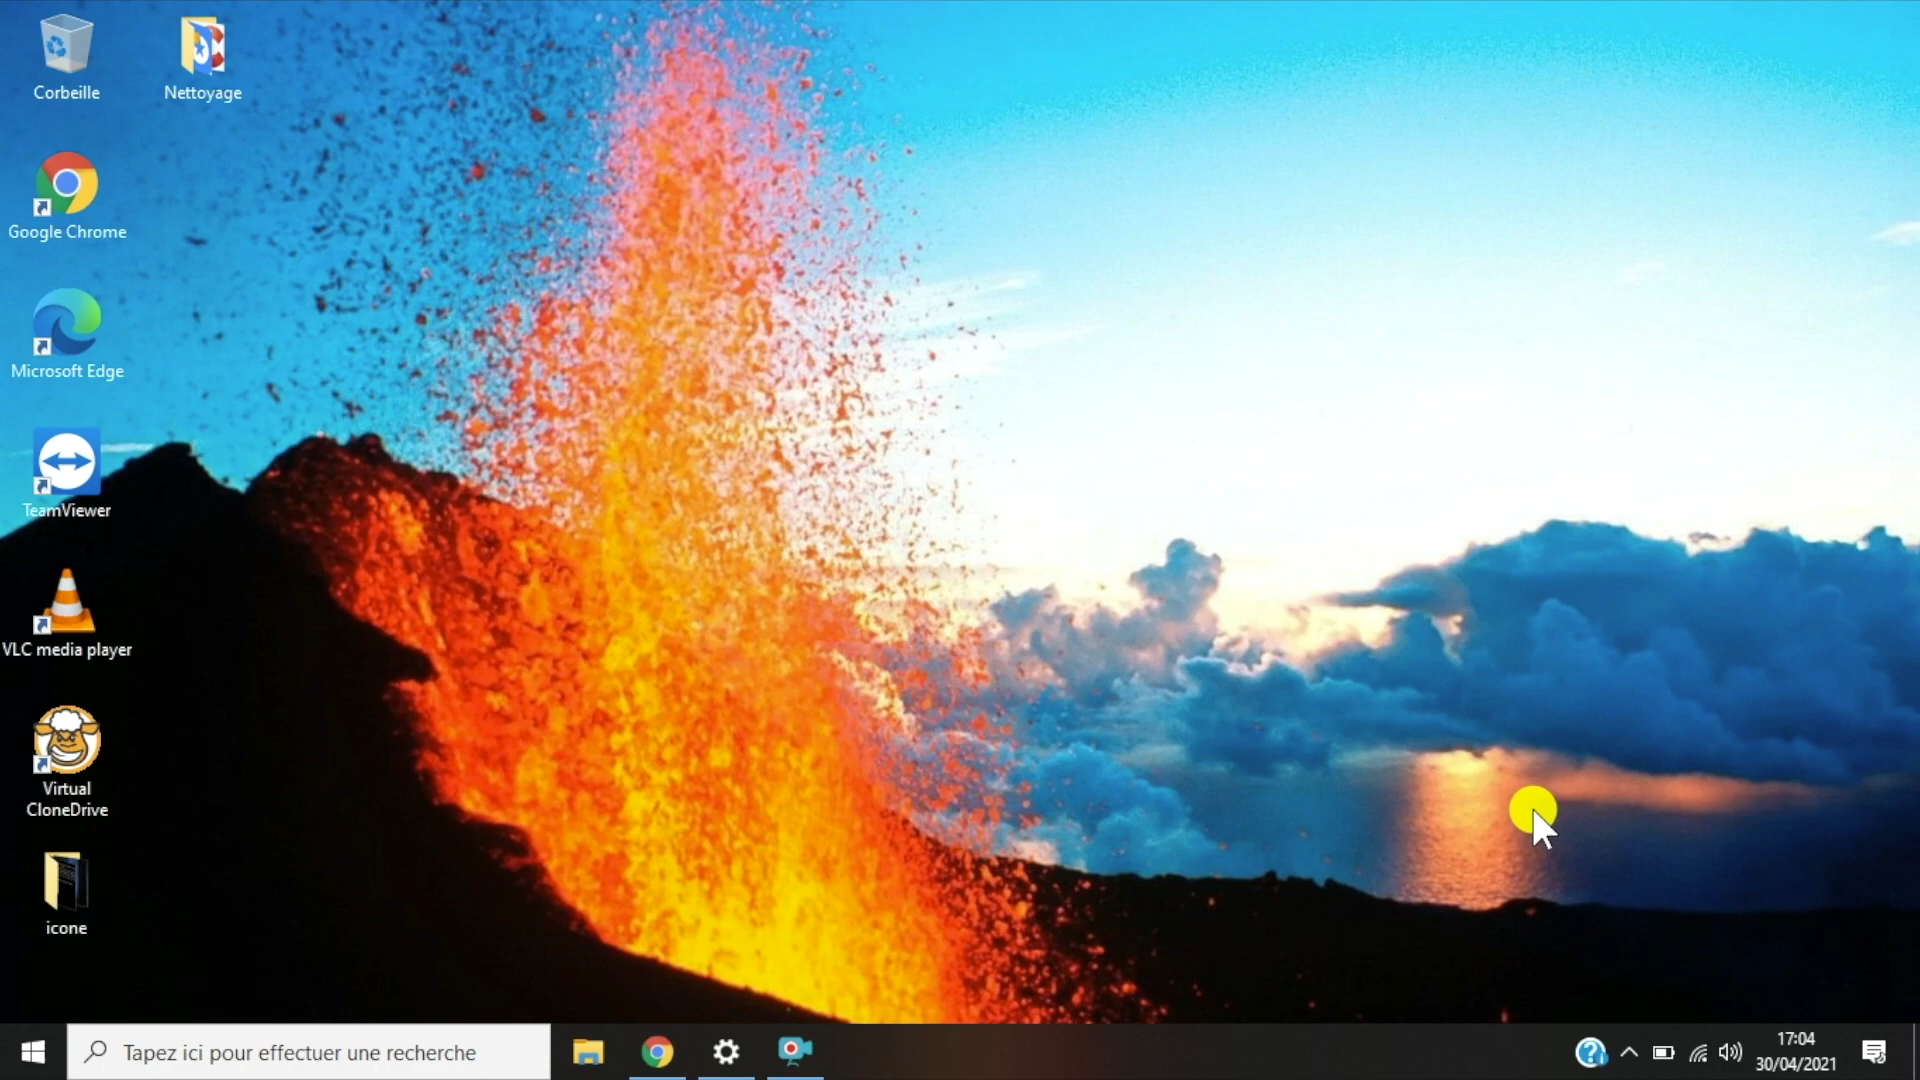 Corbeille
Nettoyage
Google Chrome
Microsoft Edge
TeamViewer
VLC media player
Virtual
CloneDrive
icone
Tapez ici pour effectuer une recherche
17:04
30/04/2021